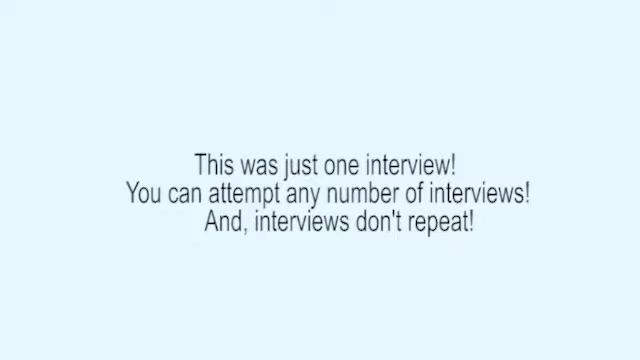 This was just one interview!
You can attempt any number of interviews!
And, interviews don't repeat!